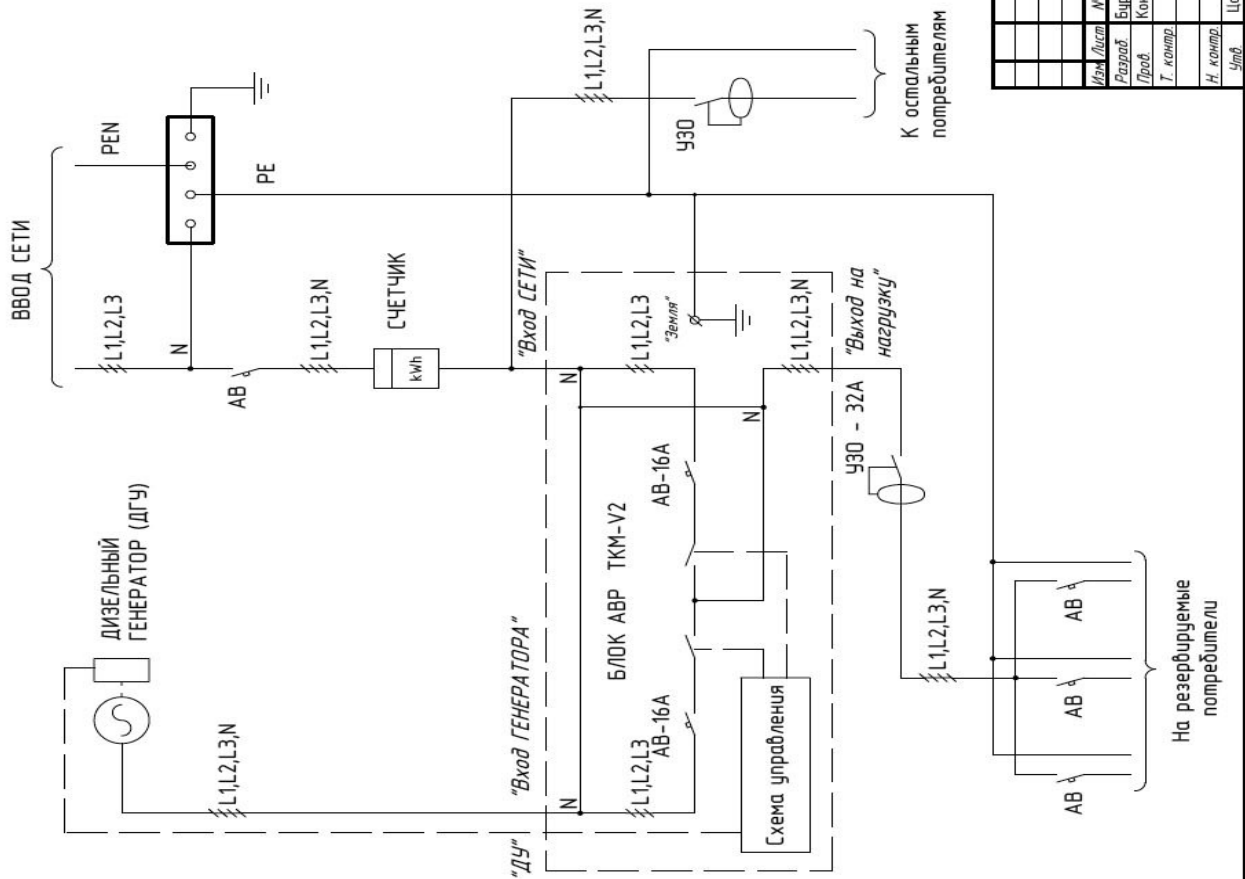 ВВОД СЕТИ
PEN
PE
L1,L2,L3
N
АВ
L1,L2,L3,N
СЧЕТЧИК
kWh
L1,L2,L3,N
УЗО
К остальным
потребителям
ДИЗЕЛЬНЫЙ
ГЕНЕРАТОР (ДГУ)
L1,L2,L3,N
"ДУ"
"Вход ГЕНЕРАТОРА"
"Вход СЕТИ"
N
N
L1,L2,L3
L1,L2,L3
"Земля"
АВ-16А
АВ-16А
БЛОК АВР ТКМ-V2
N
L1,L2,L3,N
Схема управления
"Выход на
нагрузку"
УЗО - 32А
L1,L2,L3,N
АВ
АВ
АВ
На резервируемые
потребители
Изм Лист
Разраб.
Пров.
Т. контр.
Н. контр.
Утв.